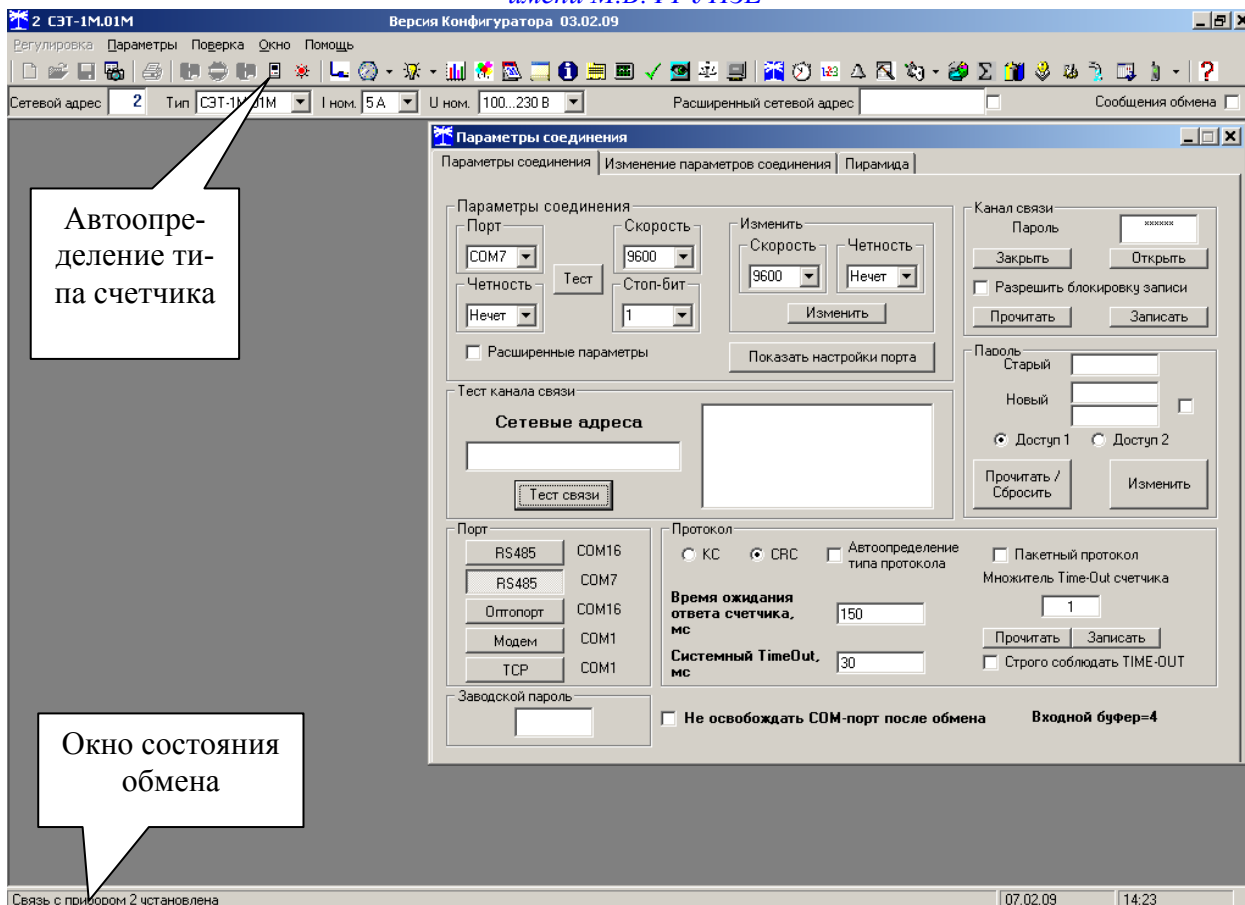 имени М.В. ФРУНЗЕ
2 СЭТ-1М.01М Версия Конфигуратора 03.02.09
Регулировка Параметры Поверка Окно Помощь
Сетевой адрес 2 Тип СЭТ-1М.01М I ном. 5 А U ном. 100...230 В Расширенный сетевой адрес Сообщения обмена
Автоопре-
деление ти-
па счетчика
Параметры соединения
Параметры соединения Изменение параметров соединения Пирамида
Параметры соединения
Порт Скорость
COM7 9600
Тест
Четность Стоп-бит
Нечет 1
Изменить
Скорость Четность
9600 Нечет
Изменить
Расширенные параметры Показать настройки порта
Канал связи
Пароль ******
Закрыть Открыть
Разрешить блокировку записи
Прочитать Записать
Пароль
Старый
Новый
Доступ 1 Доступ 2
Прочитать /
Сбросить
Изменить
Тест канала связи
Сетевые адреса
Тест связи
Порт
RS485 COM16
RS485 COM7
Оптопорт COM16
Модем COM1
TCP COM1
Протокол
КС CRC Автоопределение
типа протокола
Пакетный протокол
Множитель Time-Out счетчика
1
Прочитать Записать
Строго соблюдать TIME-OUT
Время ожидания
ответа счетчика,
мс
150
Системный TimeOut,
мс
30
Заводской пароль
Не освобождать COM-порт после обмена Входной буфер=4
Окно состояния
обмена
Связь с прибором 2 установлена 07.02.09 14:23